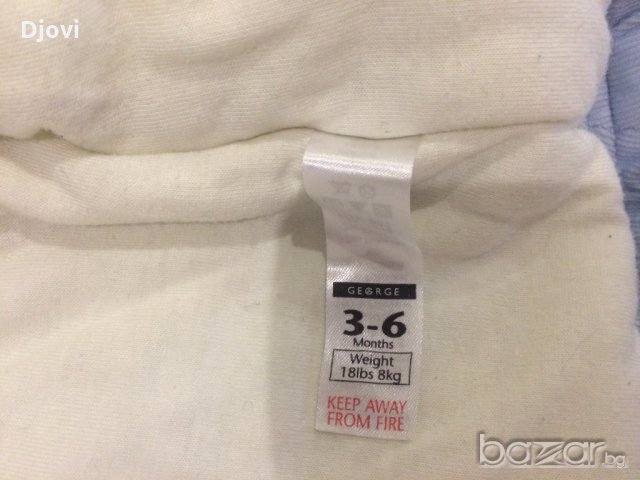 Djovi
GEORGE
3-6
Months
Weight
18lbs 8kg
KEEP AWAY
FROM FIRE
bazar.bg